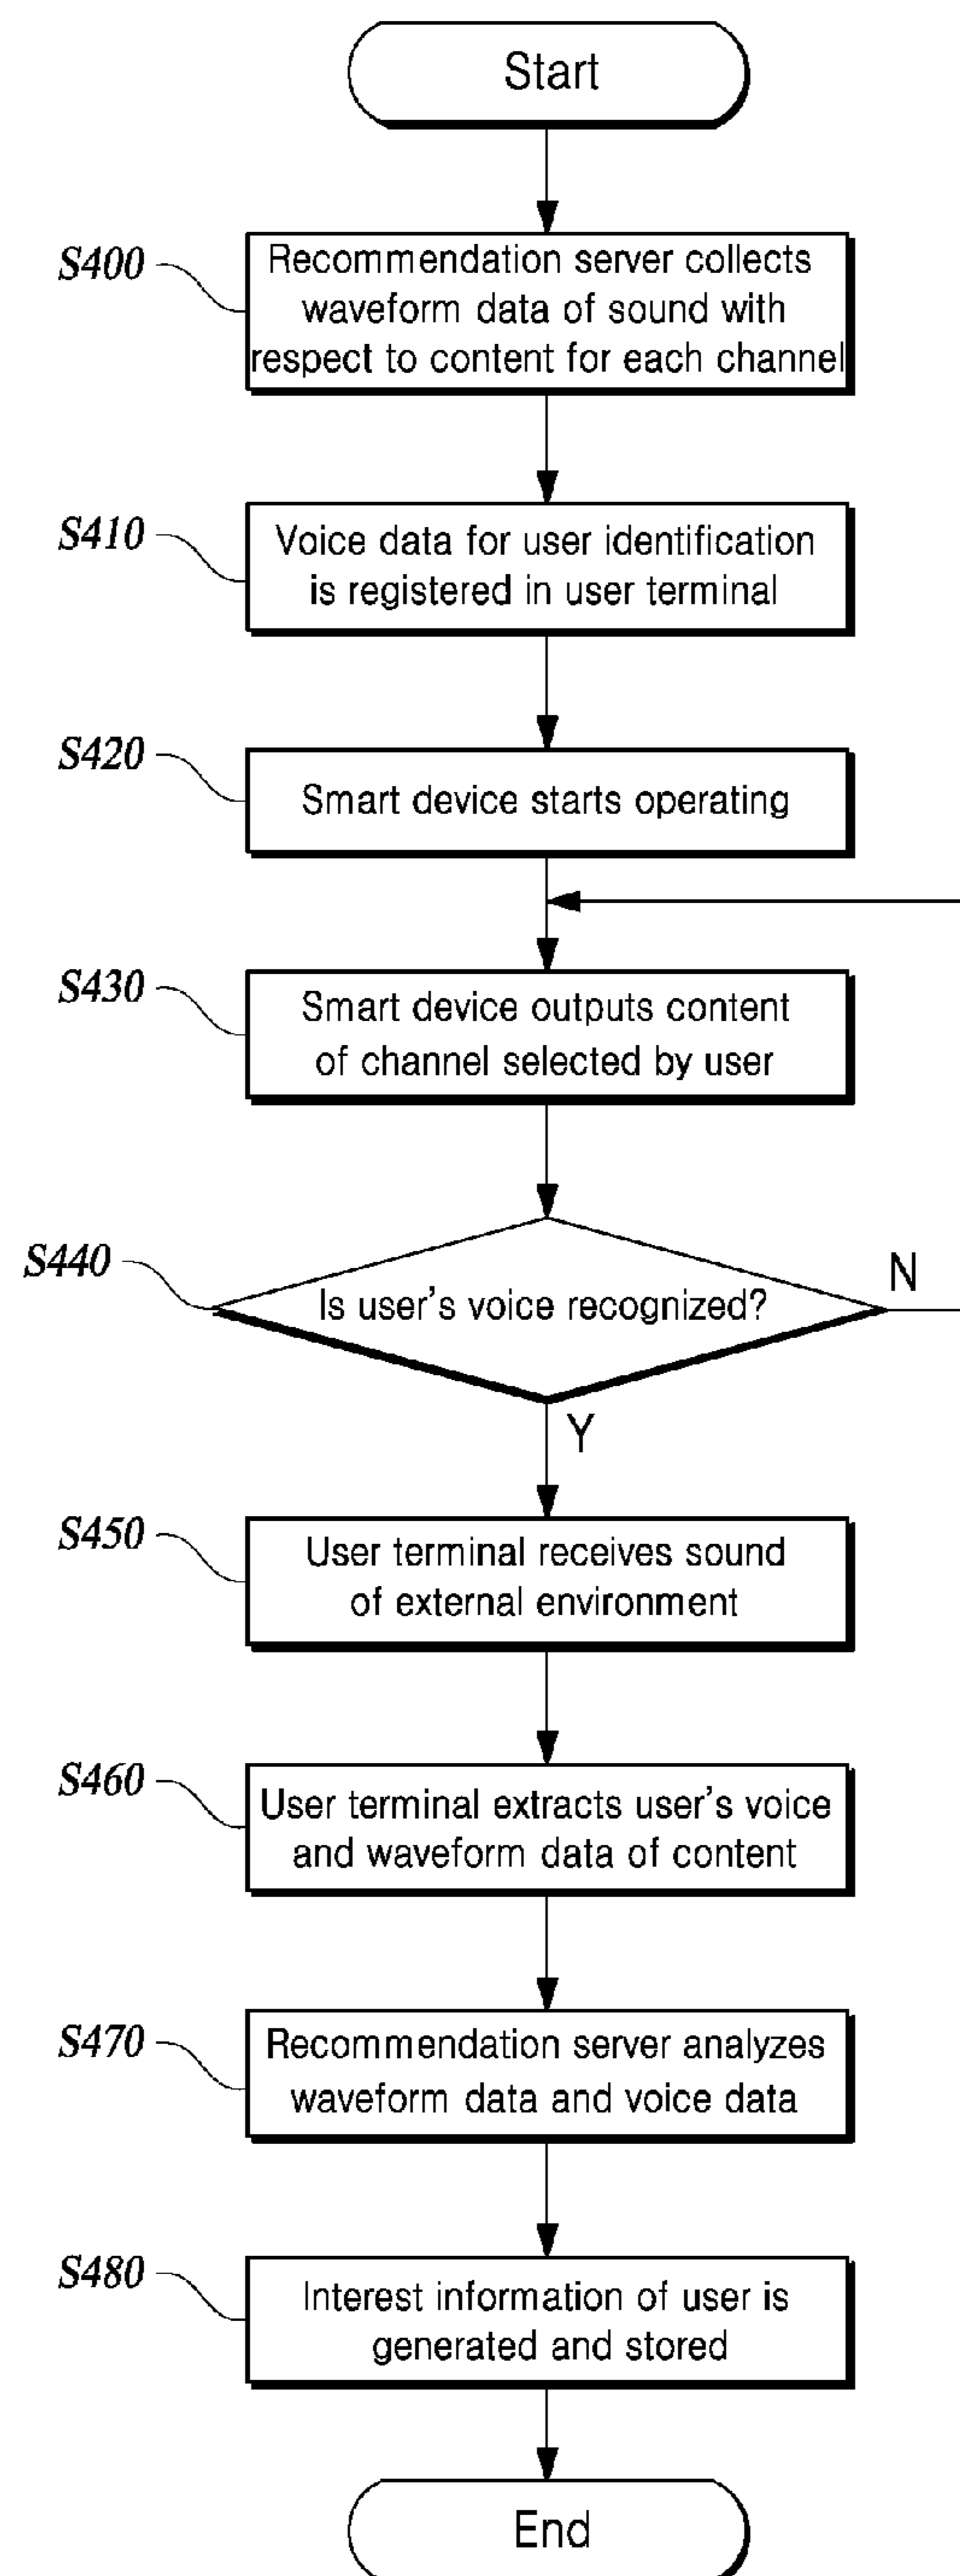 Start
S400
Recommendation server collects
waveform data of sound with
respect to content for each channel
S410
Voice data for user identification
is registered in user terminal
S420
Smart device starts operating
S430
Smart device outputs content
of channel selected by user
S440
Is user's voice recognized?
N
Y
S450
User terminal receives sound
of external environment
S460
User terminal extracts user's voice
and waveform data of content
S470
Recommendation server analyzes
waveform data and voice data
S480
Interest information of user is
generated and stored
End